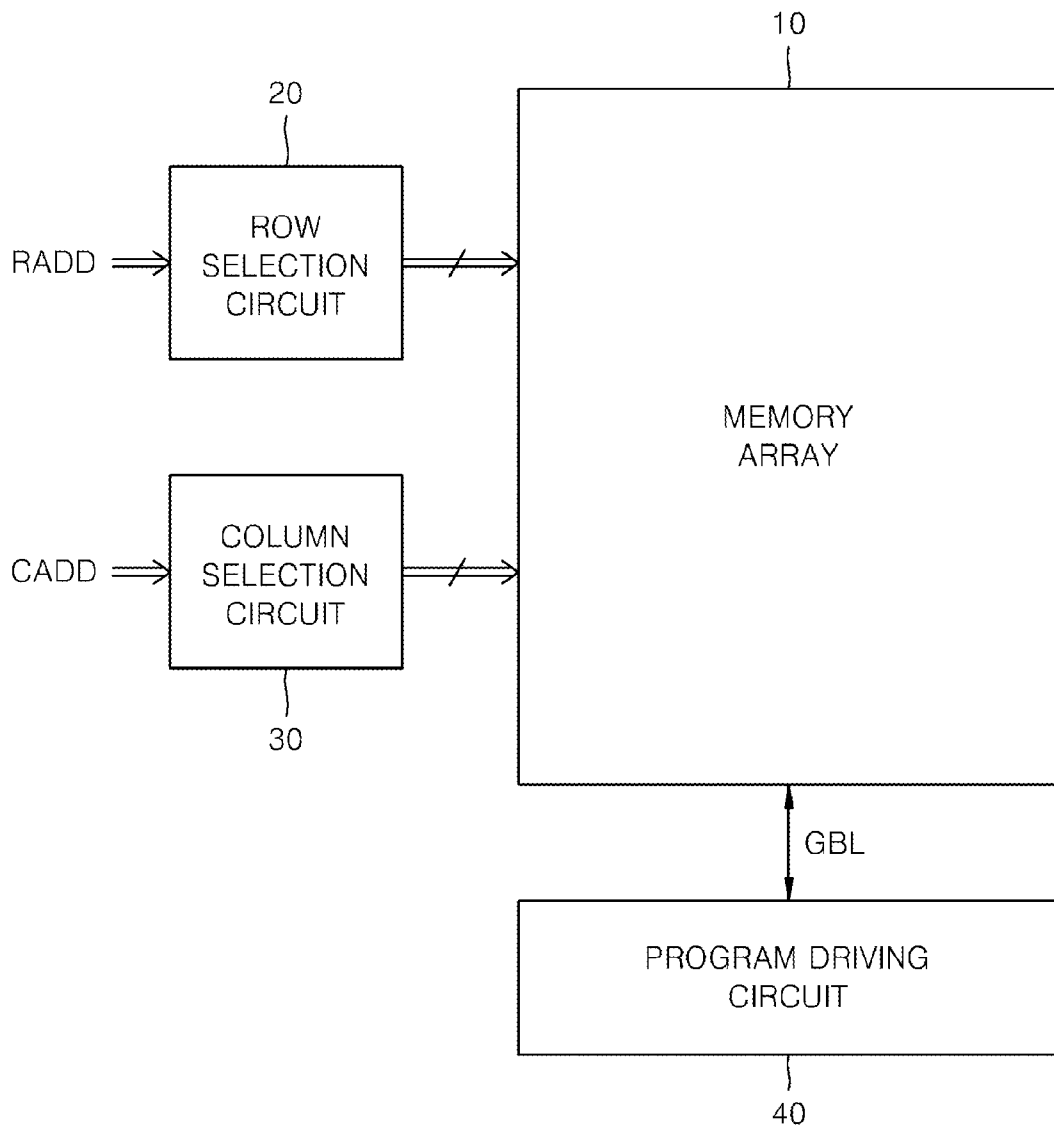 10
20
ROW
SELECTION
CIRCUIT
RADD
MEMORY
ARRAY
COLUMN
SELECTION
CIRCUIT
CADD
30
GBL
PROGRAM DRIVING
CIRCUIT
40